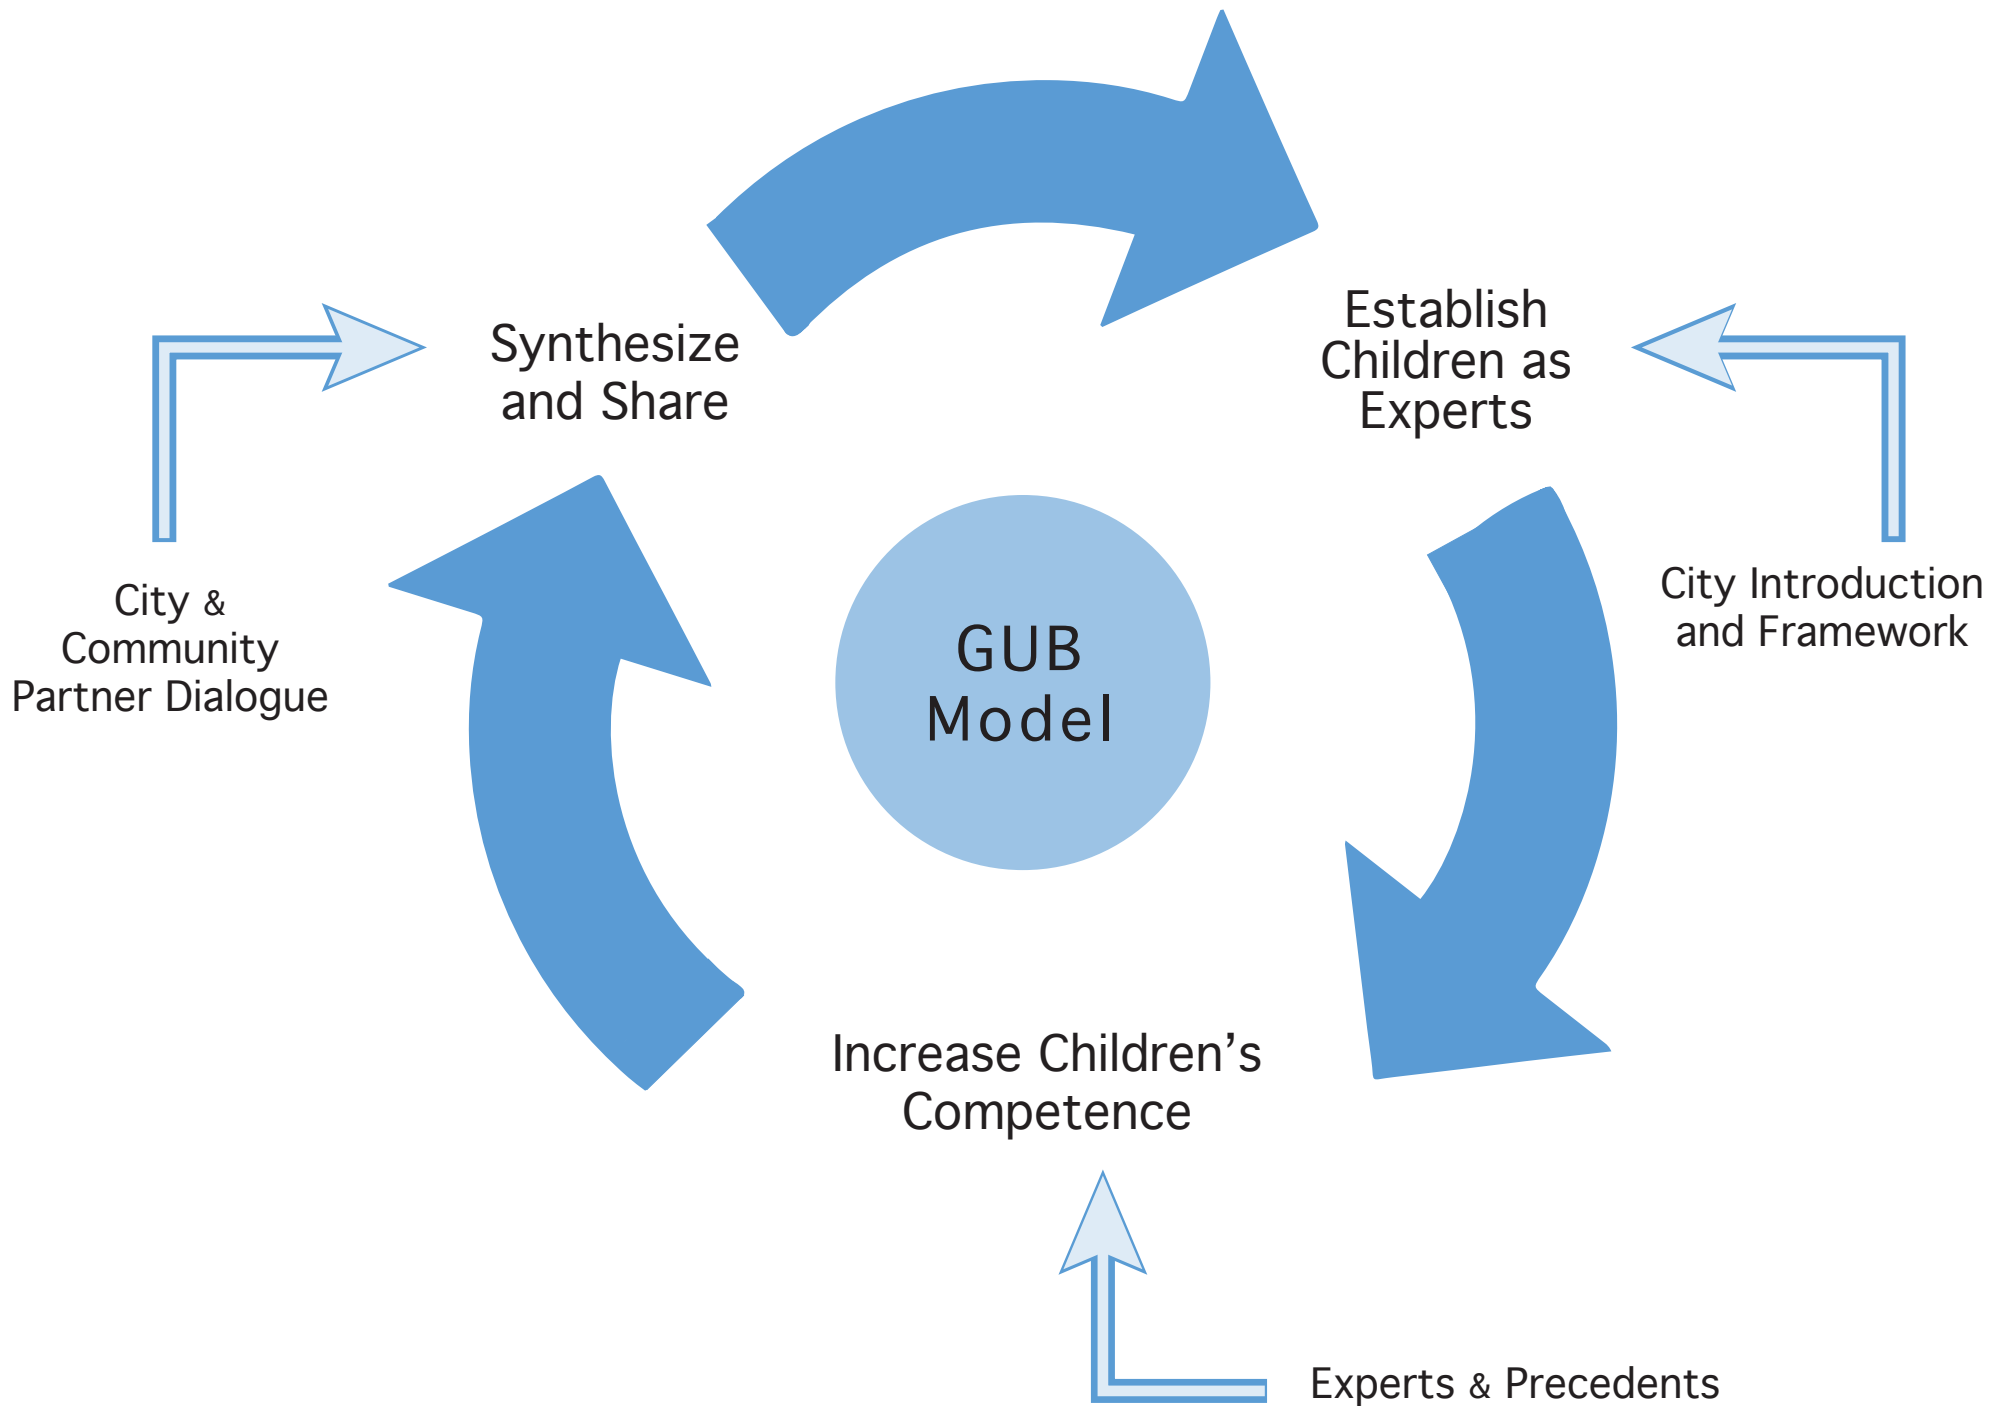 Synthesize
and Share
Establish
Children as
Experts
City &
Community
Partner Dialogue
GUB
Model
City Introduction
and Framework
Increase Children’s
Competence
Experts & Precedents